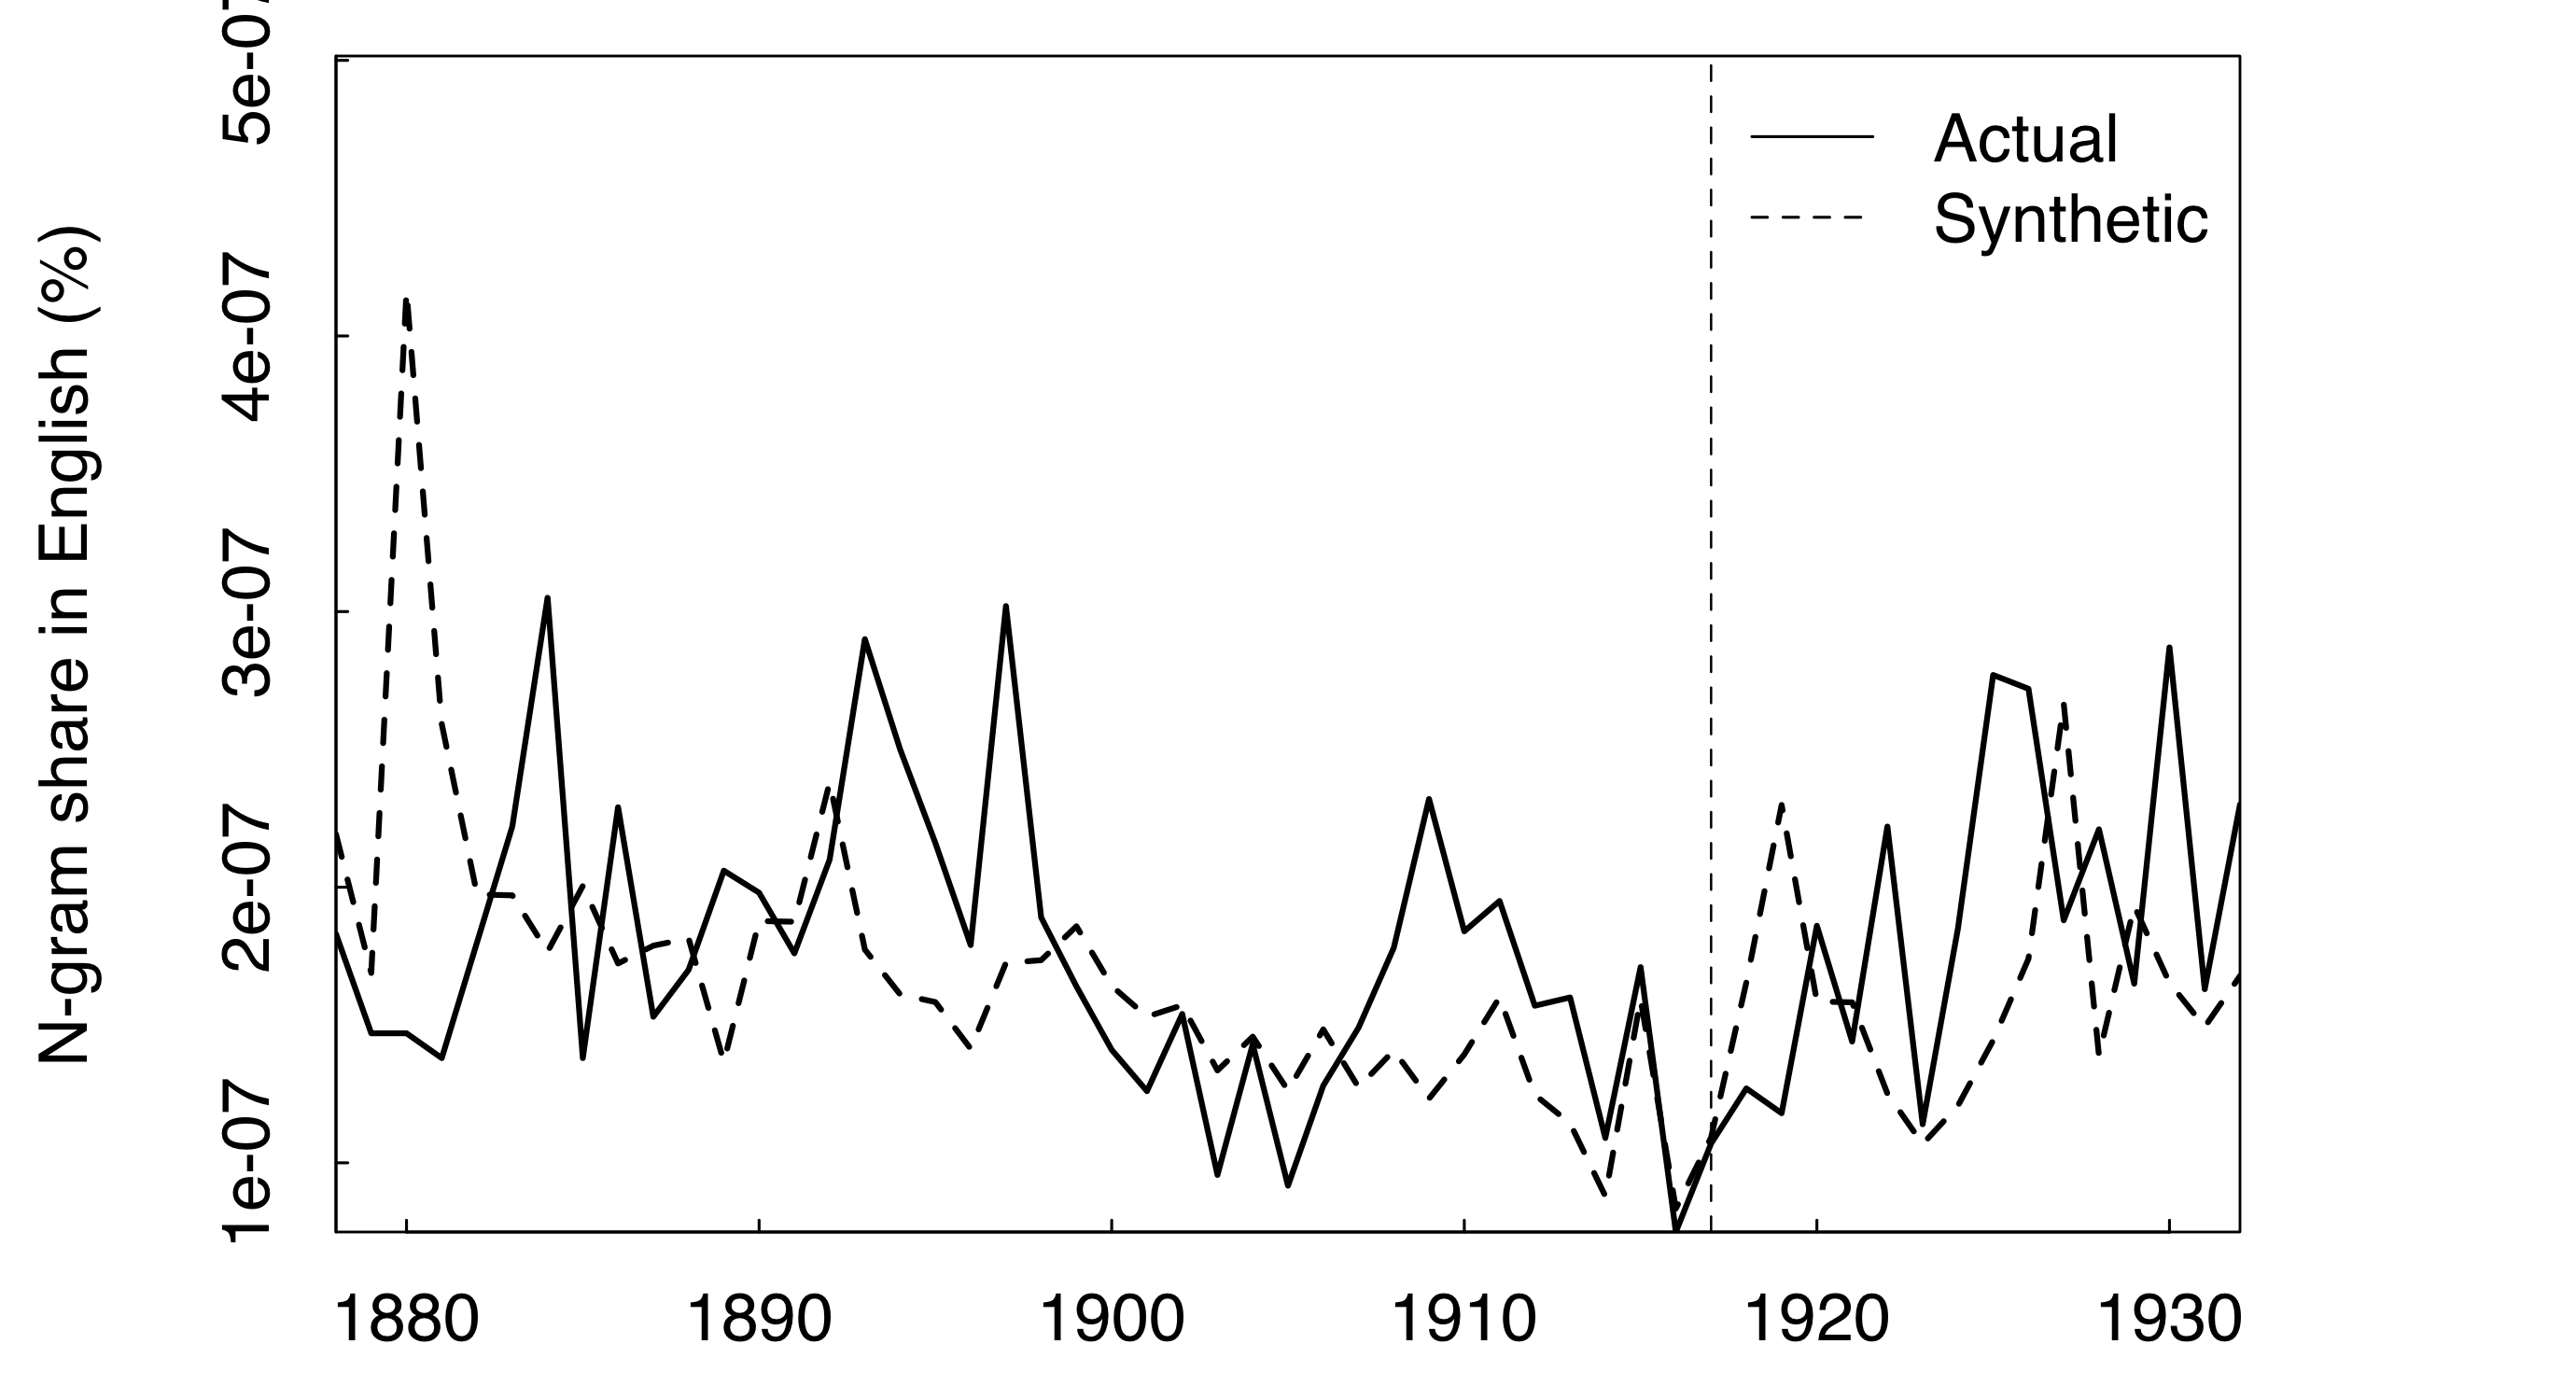 N-gram share in English (%)
5e-07
4e-07
3e-07
2e-07
1e-07
Actual
Synthetic
1880 1890 1900 1910 1920 1930